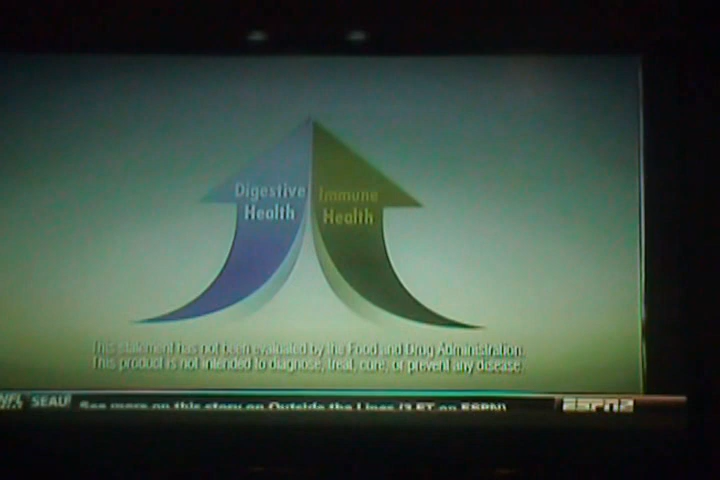 Digestive
Health
Immune
Health
This statement has not been evaluated by the Food and Drug Administration.
This product is not intended to diagnose, treat, cure, or prevent any disease.
NFL
SEAU
See more on this story on Outside the Lines (3 ET on ESPN)
ESPN2